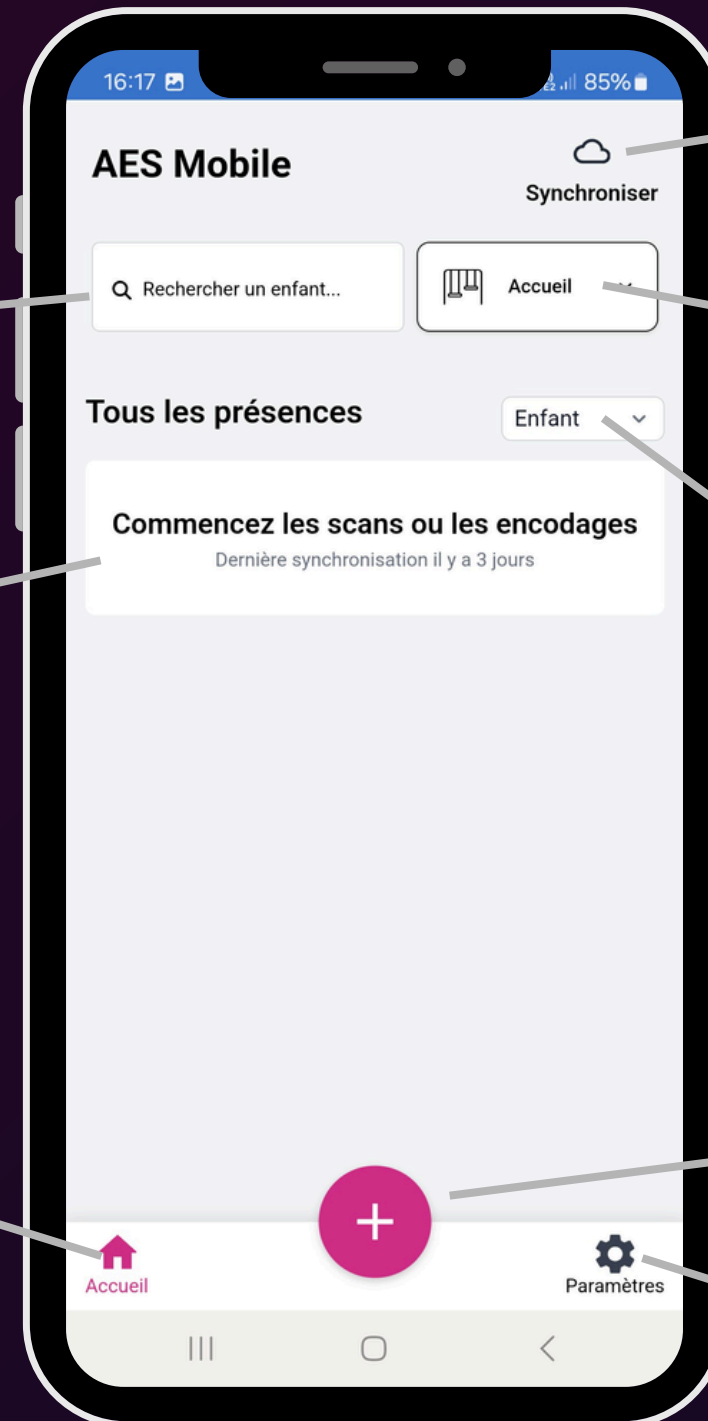 16:17 85%
AES Mobile
Synchroniser
Rechercher un enfant... Accueil
Tous les présences Enfant
Commencez les scans ou les encodages
Dernière synchronisation il y a 3 jours
Accueil Paramètres